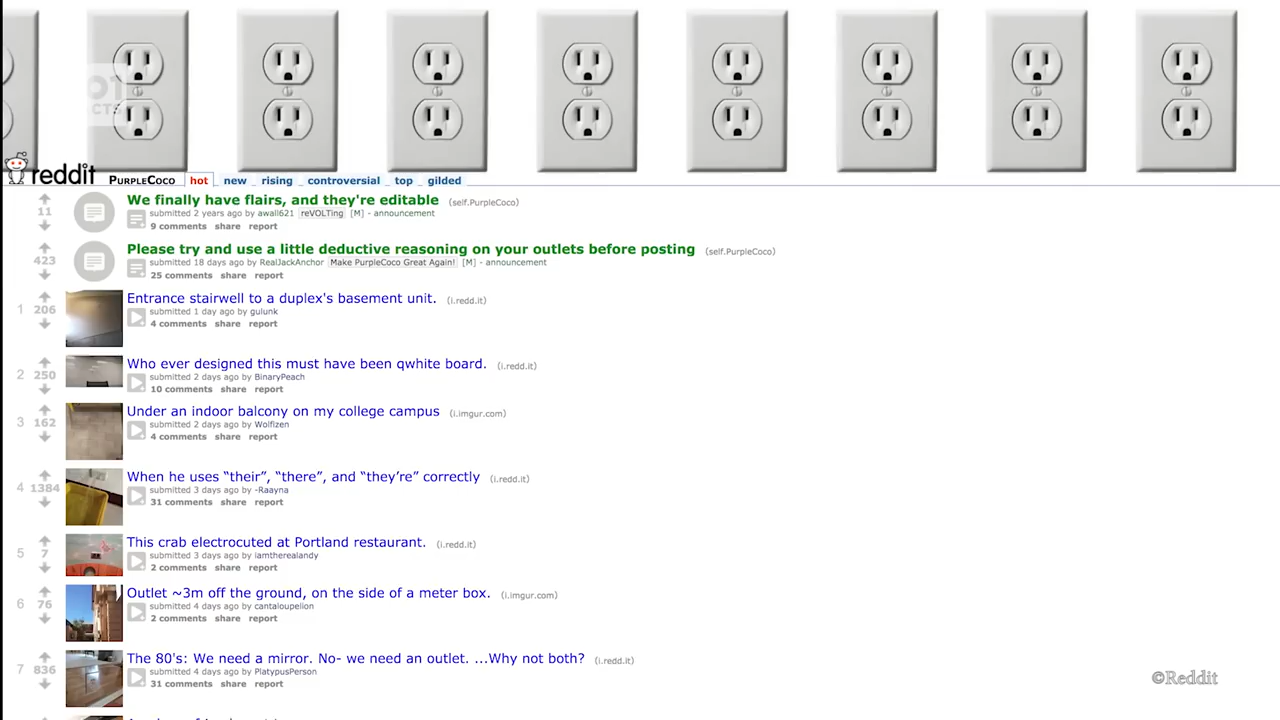 reddit PURPLECOCO hot new rising controversial top gilded
We finally have flairs, and they're editable (self.PurpleCoco)
11
submitted 2 years ago by awall621 reVOLTing [M] - announcement
9 comments share report
Please try and use a little deductive reasoning on your outlets before posting (self.PurpleCoco)
423
submitted 18 days ago by RealJackAnchor Make PurpleCoco Great Again! [M] - announcement
25 comments share report
Entrance stairwell to a duplex's basement unit. (i.redd.it)
1 206
submitted 1 day ago by gulunk
4 comments share report
Who ever designed this must have been qwhite board. (i.redd.it)
2 250
submitted 2 days ago by BinaryPeach
10 comments share report
Under an indoor balcony on my college campus (i.imgur.com)
3 162
submitted 2 days ago by Wolfizen
4 comments share report
When he uses “their”, “there”, and “they’re” correctly (i.redd.it)
4 1384
submitted 3 days ago by -Raayna
31 comments share report
This crab electrocuted at Portland restaurant. (i.redd.it)
5 7
submitted 3 days ago by iamtherealandy
2 comments share report
Outlet ~3m off the ground, on the side of a meter box. (i.imgur.com)
6 76
submitted 4 days ago by cantaloupelion
2 comments share report
The 80's: We need a mirror. No- we need an outlet. ...Why not both? (i.redd.it)
7 836
submitted 4 days ago by PlatypusPerson
31 comments share report
©Reddit